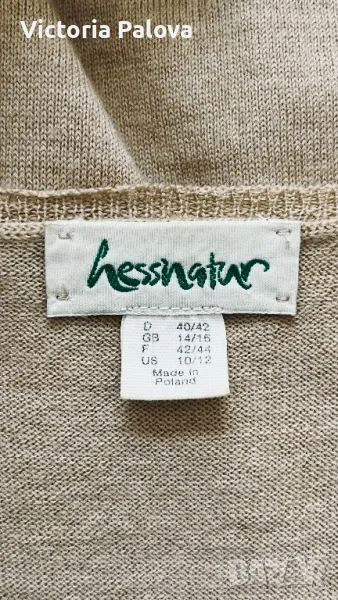 Victoria Palova
hessnatur
D 40/42
GB 14/16
F 42/44
US 10/12
Made in
Poland